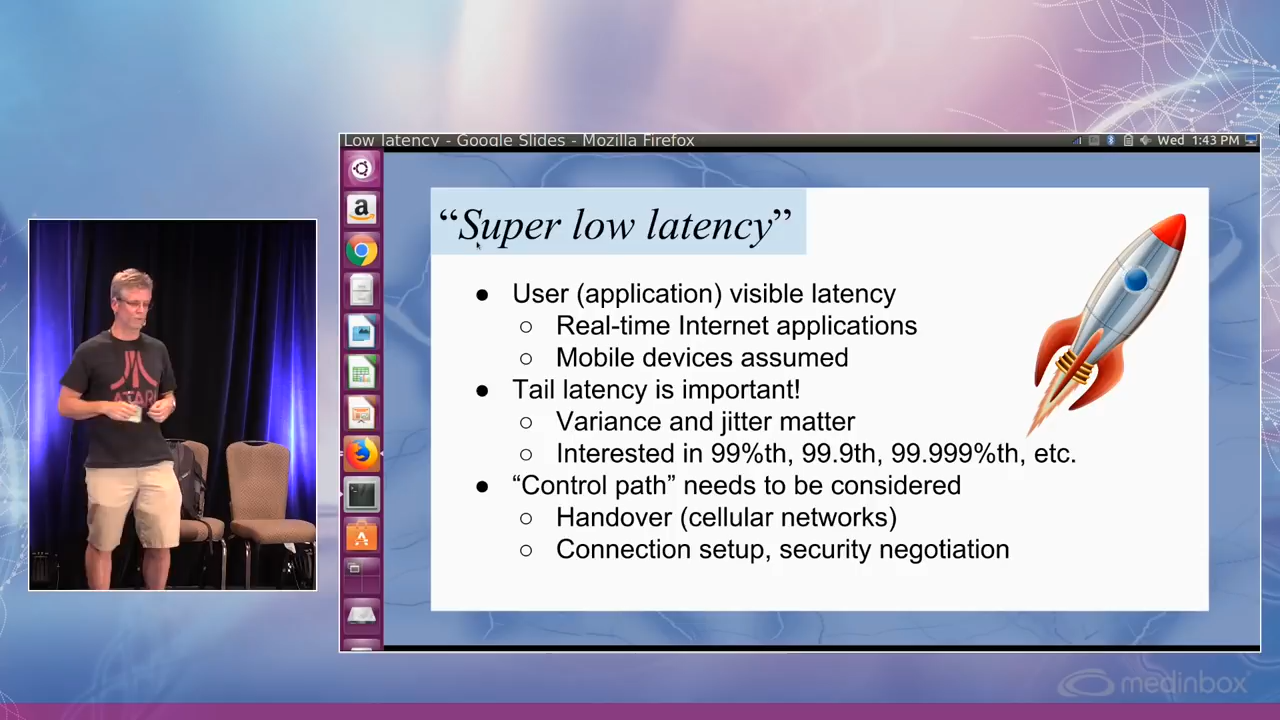 Low latency - Google Slides - Mozilla Firefox
Wed 1:43 PM
“Super low latency”
● User (application) visible latency
○ Real-time Internet applications
○ Mobile devices assumed
● Tail latency is important!
○ Variance and jitter matter
○ Interested in 99%th, 99.9th, 99.999%th, etc.
● “Control path” needs to be considered
○ Handover (cellular networks)
○ Connection setup, security negotiation
ATARI
medinbox